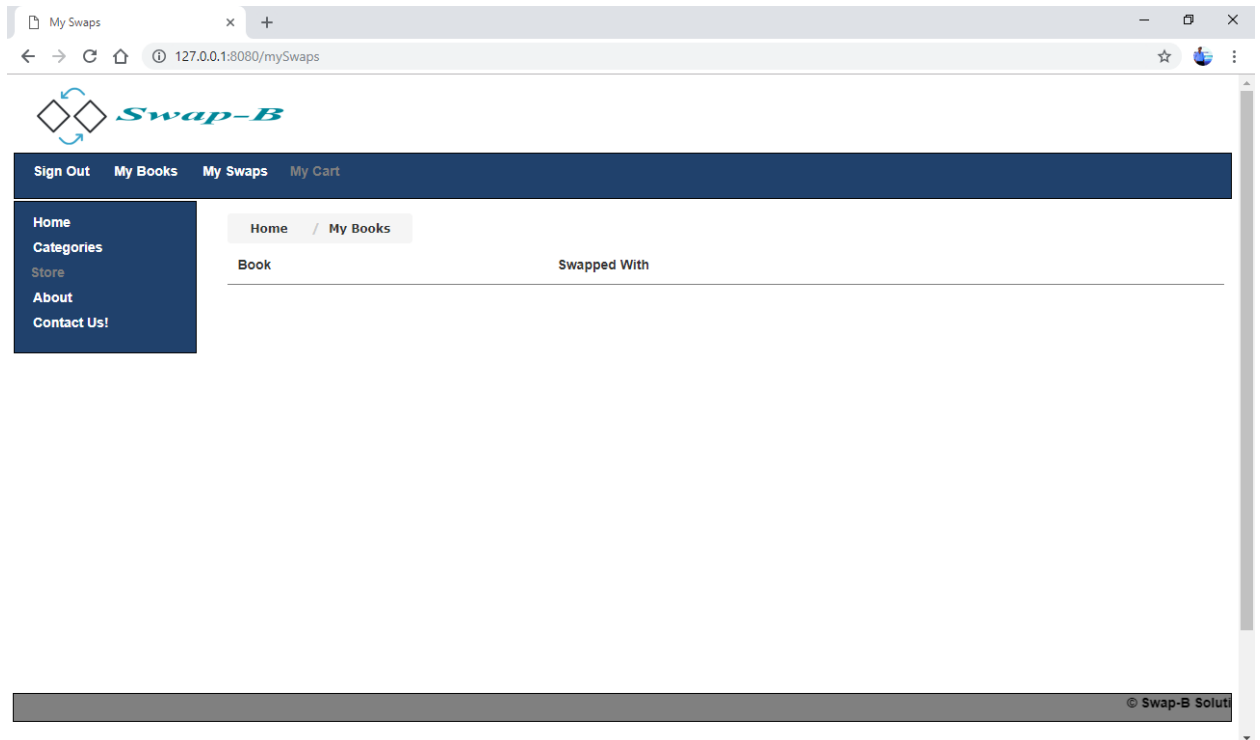 My Swaps
127.0.0.1:8080/mySwaps
Swap-B
Sign Out My Books My Swaps My Cart
Home
Categories
Store
About
Contact Us!
Home / My Books
Book Swapped With
© Swap-B Soluti